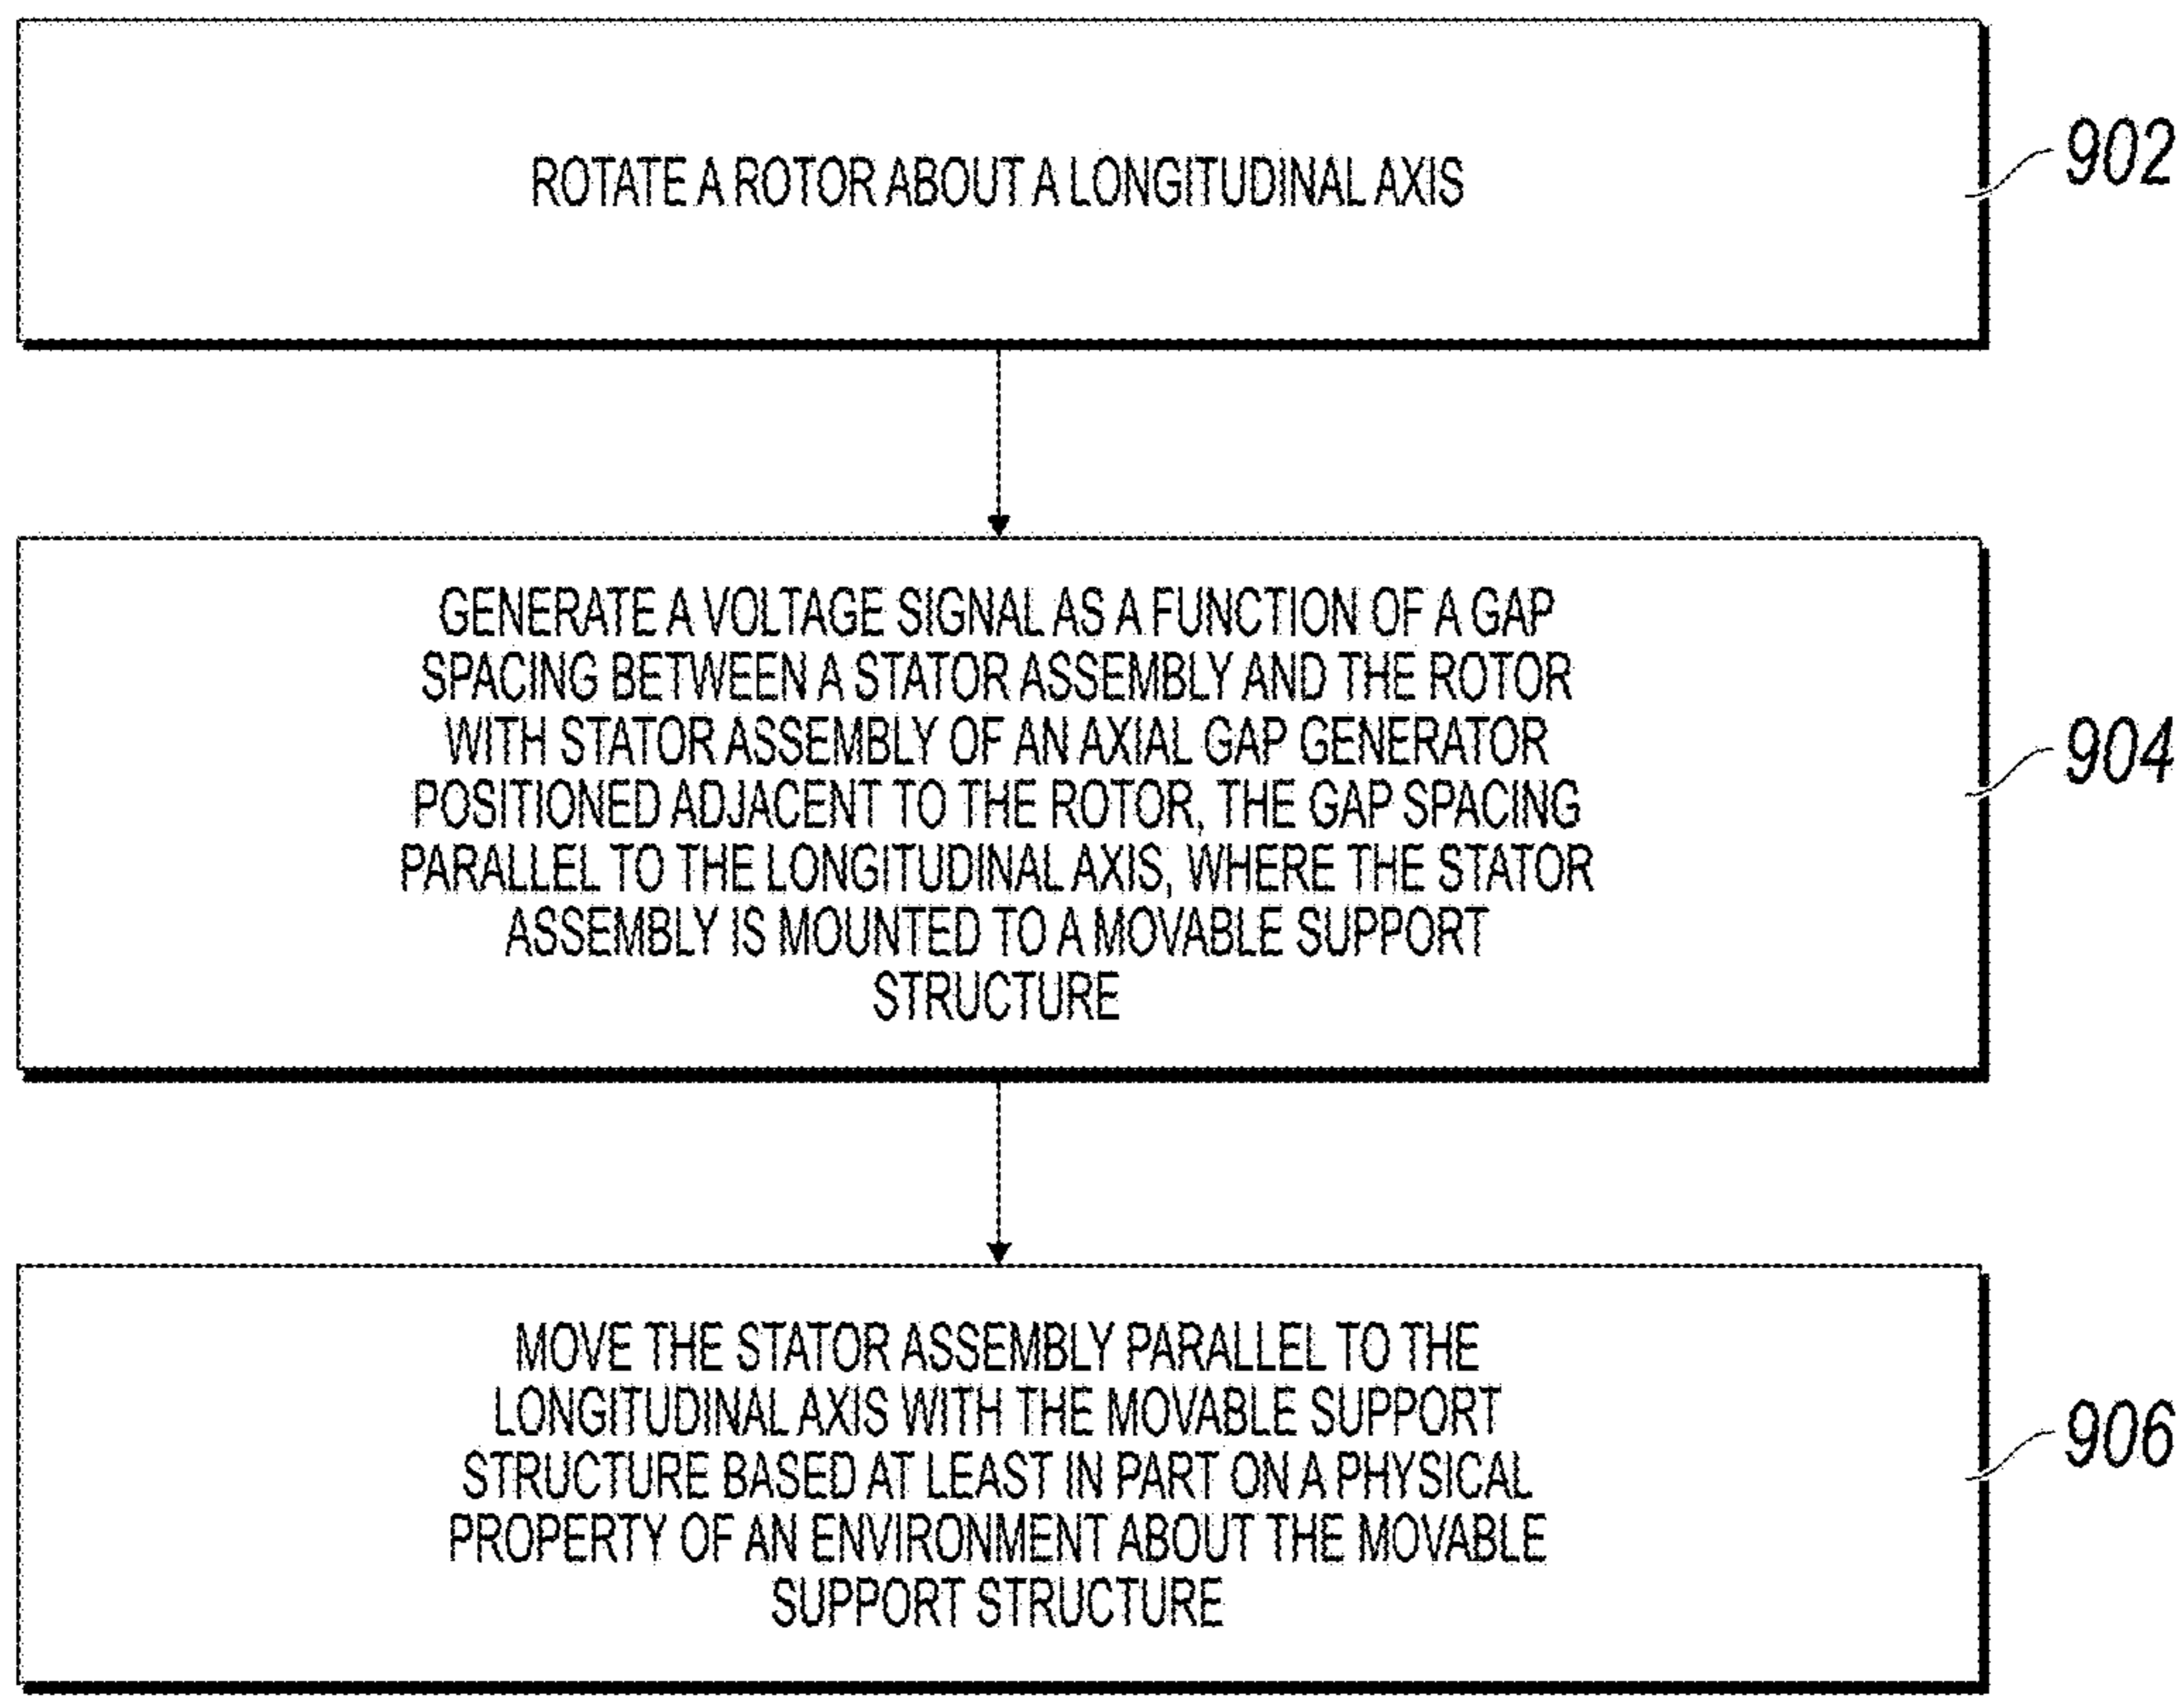 ROTATE A ROTOR ABOUT A LONGITUDINAL AXIS
902
GENERATE A VOLTAGE SIGNAL AS A FUNCTION OF A GAP
SPACING BETWEEN A STATOR ASSEMBLY AND THE ROTOR
WITH STATOR ASSEMBLY OF AN AXIAL GAP GENERATOR
POSITIONED ADJACENT TO THE ROTOR, THE GAP SPACING
PARALLEL TO THE LONGITUDINAL AXIS, WHERE THE STATOR
ASSEMBLY IS MOUNTED TO A MOVABLE SUPPORT
STRUCTURE
904
MOVE THE STATOR ASSEMBLY PARALLEL TO THE
LONGITUDINAL AXIS WITH THE MOVABLE SUPPORT
STRUCTURE BASED AT LEAST IN PART ON A PHYSICAL
PROPERTY OF AN ENVIRONMENT ABOUT THE MOVABLE
SUPPORT STRUCTURE
906